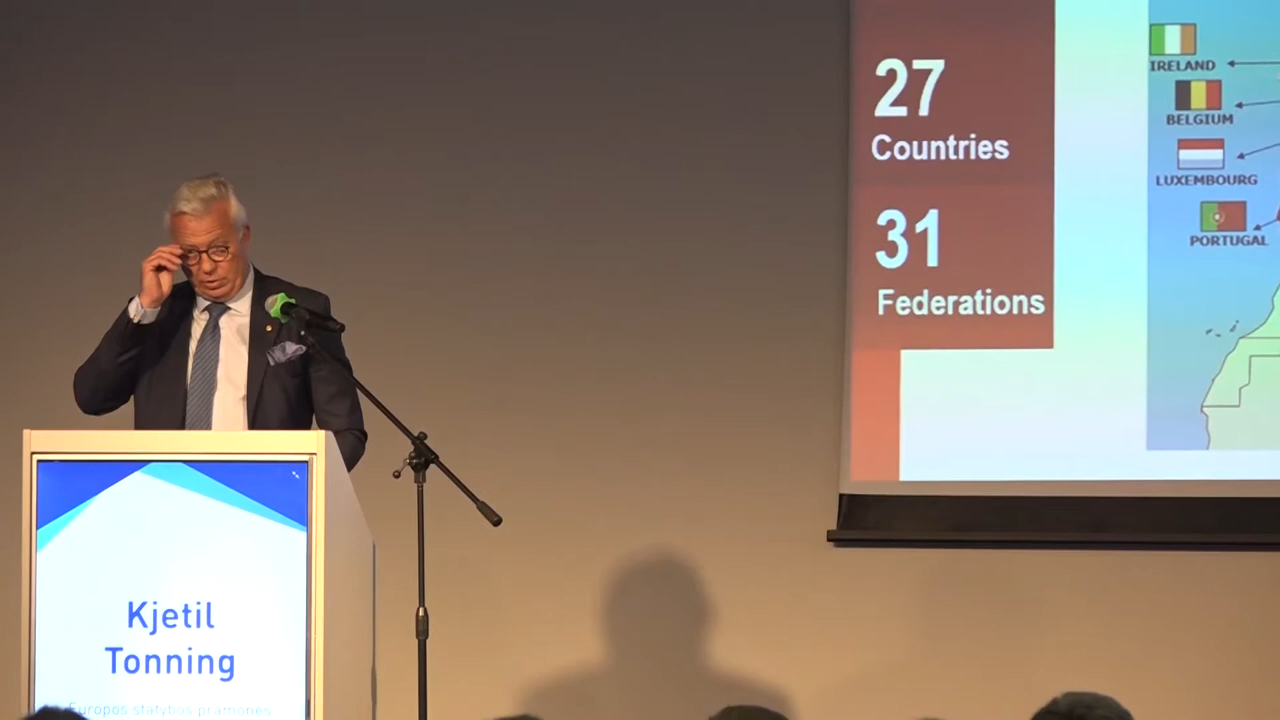 27
Countries
31
Federations
IRELAND
BELGIUM
LUXEMBOURG
PORTUGAL
Kjetil
Tonning
Europos statybos pramonės